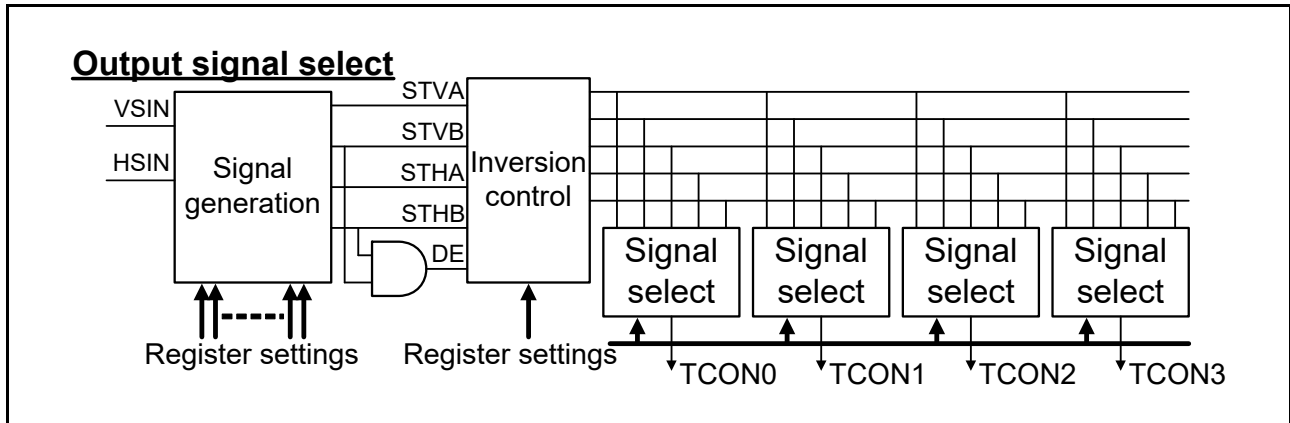 Output signal select
VSIN
HSIN
Signal
generation
STVA
STVB
STHA
STHB
DE
Inversion
control
Signal
select
Signal
select
Signal
select
Signal
select
Register settings
Register settings
TCON0
TCON1
TCON2
TCON3